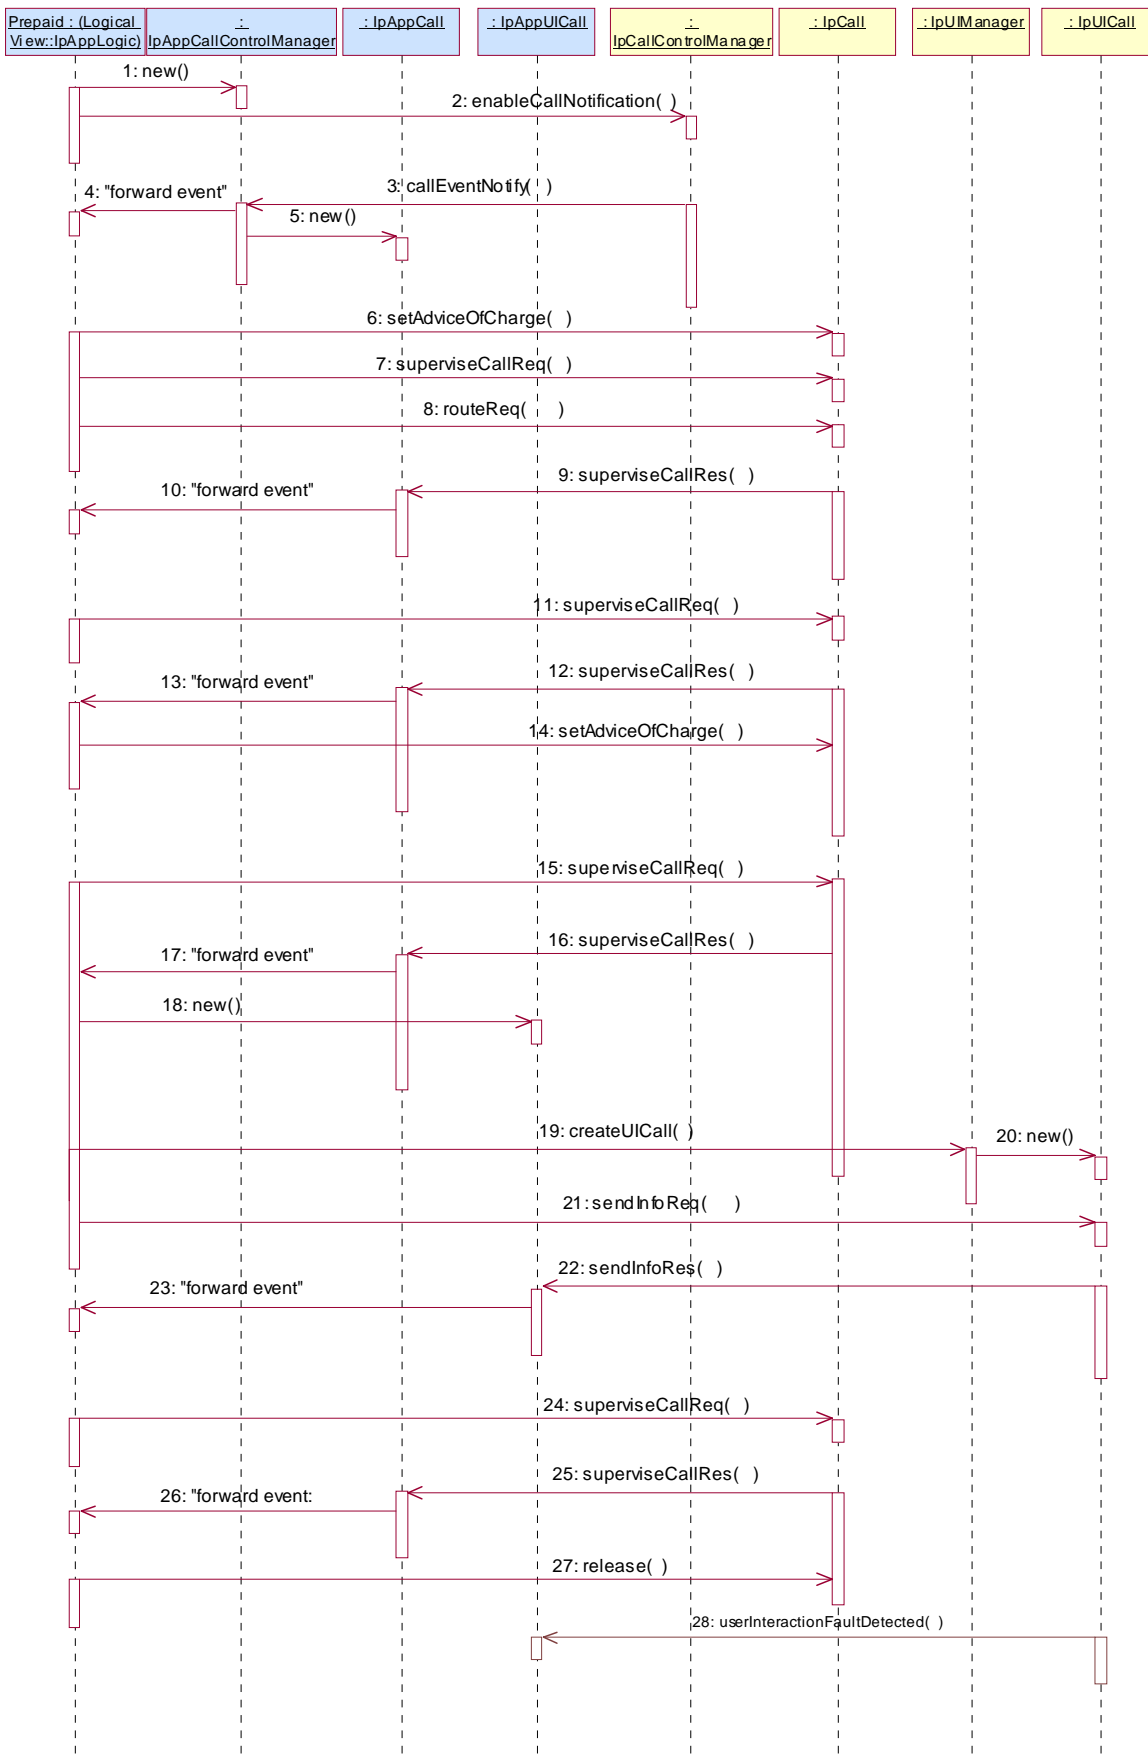 Prepaid : (Logical
View::IpAppLogic)
:
IpAppCallControlManager
: IpAppCall
: IpAppUICall
:
IpCallControlManager
: IpCall
: IpUIManager
: IpUICall
1: new()
2: enableCallNotification( )
3: callEventNotify( )
4: "forward event"
5: new()
6: setAdviceOfCharge( )
7: superviseCallReq( )
8: routeReq( )
9: superviseCallRes( )
10: "forward event"
11: superviseCallReq( )
12: superviseCallRes( )
13: "forward event"
14: setAdviceOfCharge( )
15: superviseCallReq( )
16: superviseCallRes( )
17: "forward event"
18: new()
19: createUICall( )
20: new()
21: sendInfoReq( )
22: sendInfoRes( )
23: "forward event"
24: superviseCallReq( )
25: superviseCallRes( )
26: "forward event:
27: release( )
28: userInteractionFaultDetected( )